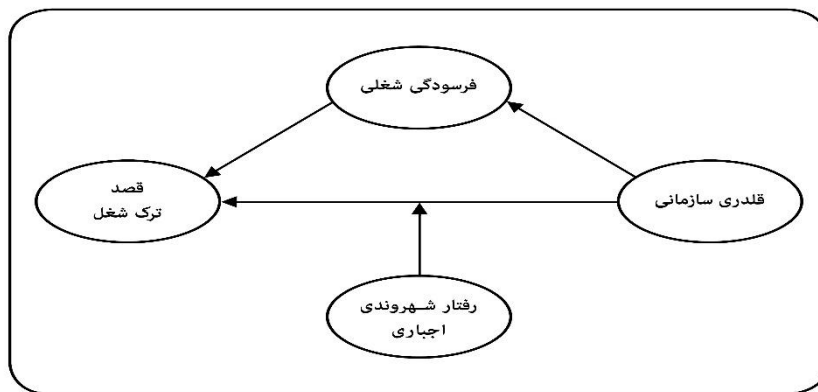 فرسودگی شغلی
قلدری سازمانی
قصد
ترک شغل
رفتار شهروندی
اجباری